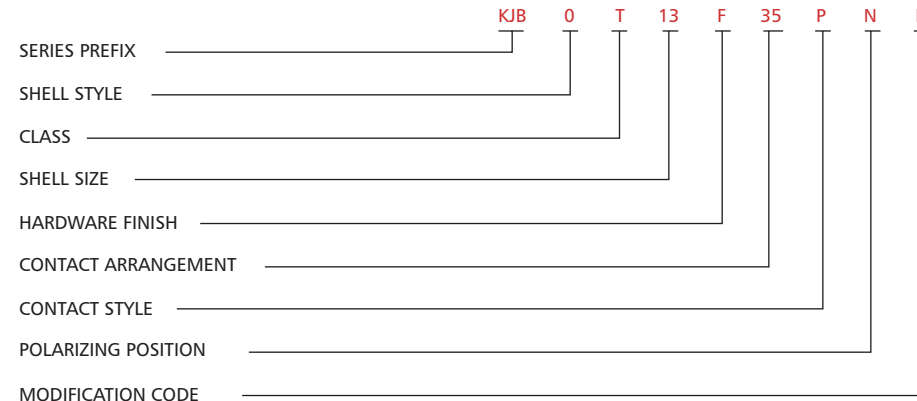 KJB 0 T 13 F 35 P N
SERIES PREFIX
SHELL STYLE
CLASS
SHELL SIZE
HARDWARE FINISH
CONTACT ARRANGEMENT
CONTACT STYLE
POLARIZING POSITION
MODIFICATION CODE